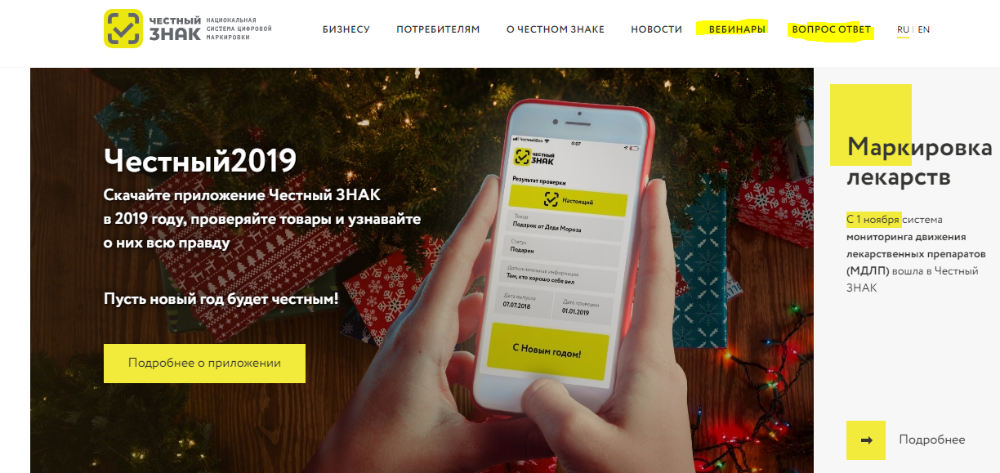 ЧЕСТНЫЙ
ЗНАК
НАЦИОНАЛЬНАЯ
СИСТЕМА ЦИФРОВОЙ
МАРКИРОВКИ
БИЗНЕСУ
ПОТРЕБИТЕЛЯМ
О ЧЕСТНОМ ЗНАКЕ
НОВОСТИ
ВЕБИНАРЫ
ВОПРОС ОТВЕТ
RU | EN
Честный2019
Скачайте приложение Честный ЗНАК
в 2019 году, проверяйте товары и узнавайте
о них всю правду
Пусть новый год будет честным!
Подробнее о приложении
ЧестныйФон
0:07
ЧЕСТНЫЙ
ЗНАК
Результат проверки
Настоящий
Товар
Подарок от Деда Мороза
Статус
Подарен
Дополнительная информация
Тем, кто хорошо себя вел
Дата выпуска
07.07.2018
Дата проверки
01.01.2019
С Новым годом!
Маркировка
лекарств
С 1 ноября система
мониторинга движения
лекарственных препаратов
(МДЛП) вошла в Честный
ЗНАК
Подробнее